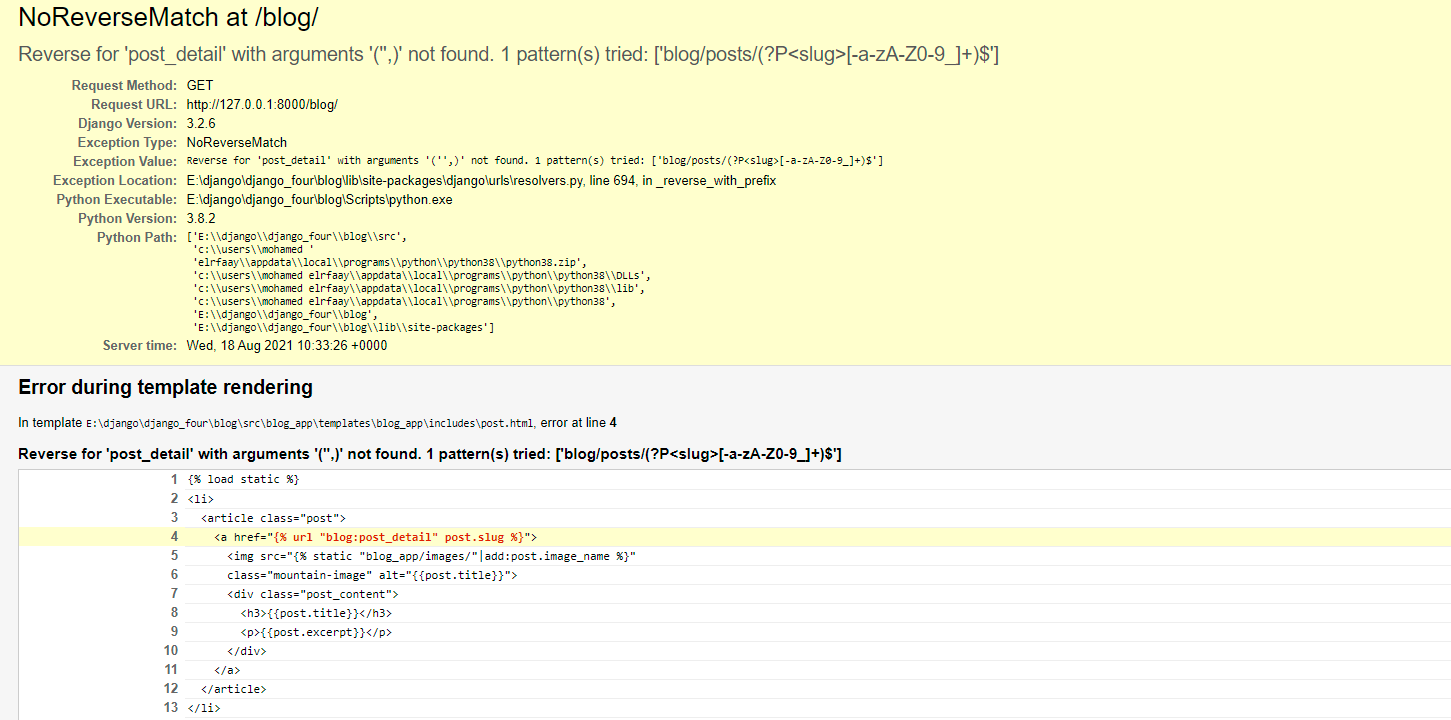 NoReverseMatch at /blog/
Reverse for 'post_detail' with arguments '('',)' not found. 1 pattern(s) tried: ['blog/posts/(?P<slug>[-a-zA-Z0-9_]+)$']
Request Method: GET
Request URL: http://127.0.0.1:8000/blog/
Django Version: 3.2.6
Exception Type: NoReverseMatch
Exception Value: Reverse for 'post_detail' with arguments '('',)' not found. 1 pattern(s) tried: ['blog/posts/(?P<slug>[-a-zA-Z0-9_]+)$']
Exception Location: E:\django\django_four\blog\lib\site-packages\django\urls\resolvers.py, line 694, in _reverse_with_prefix
Python Executable: E:\django\django_four\blog\Scripts\python.exe
Python Version: 3.8.2
Python Path: ['E:\\django\\django_four\\blog\\src',
'c:\\users\\mohamed '
'elrfaay\\appdata\\local\\programs\\python\\python38\\python38.zip',
'c:\\users\\mohamed elrfaay\\appdata\\local\\programs\\python\\python38\\DLLs',
'c:\\users\\mohamed elrfaay\\appdata\\local\\programs\\python\\python38\\lib',
'c:\\users\\mohamed elrfaay\\appdata\\local\\programs\\python\\python38',
'E:\\django\\django_four\\blog',
'E:\\django\\django_four\\blog\\lib\\site-packages']
Server time: Wed, 18 Aug 2021 10:33:26 +0000
Error during template rendering
In template E:\django\django_four\blog\src\blog_app\templates\blog_app\includes\post.html, error at line 4
Reverse for 'post_detail' with arguments '('',)' not found. 1 pattern(s) tried: ['blog/posts/(?P<slug>[-a-zA-Z0-9_]+)$']
1 {% load static %}
2 <li>
3 <article class="post">
4 <a href="{% url "blog:post_detail" post.slug %}">
5 <img src="{% static "blog_app/images/"|add:post.image_name %}"
6 class="mountain-image" alt="{{post.title}}">
7 <div class="post_content">
8 <h3>{{post.title}}</h3>
9 <p>{{post.excerpt}}</p>
10 </div>
11 </a>
12 </article>
13 </li>